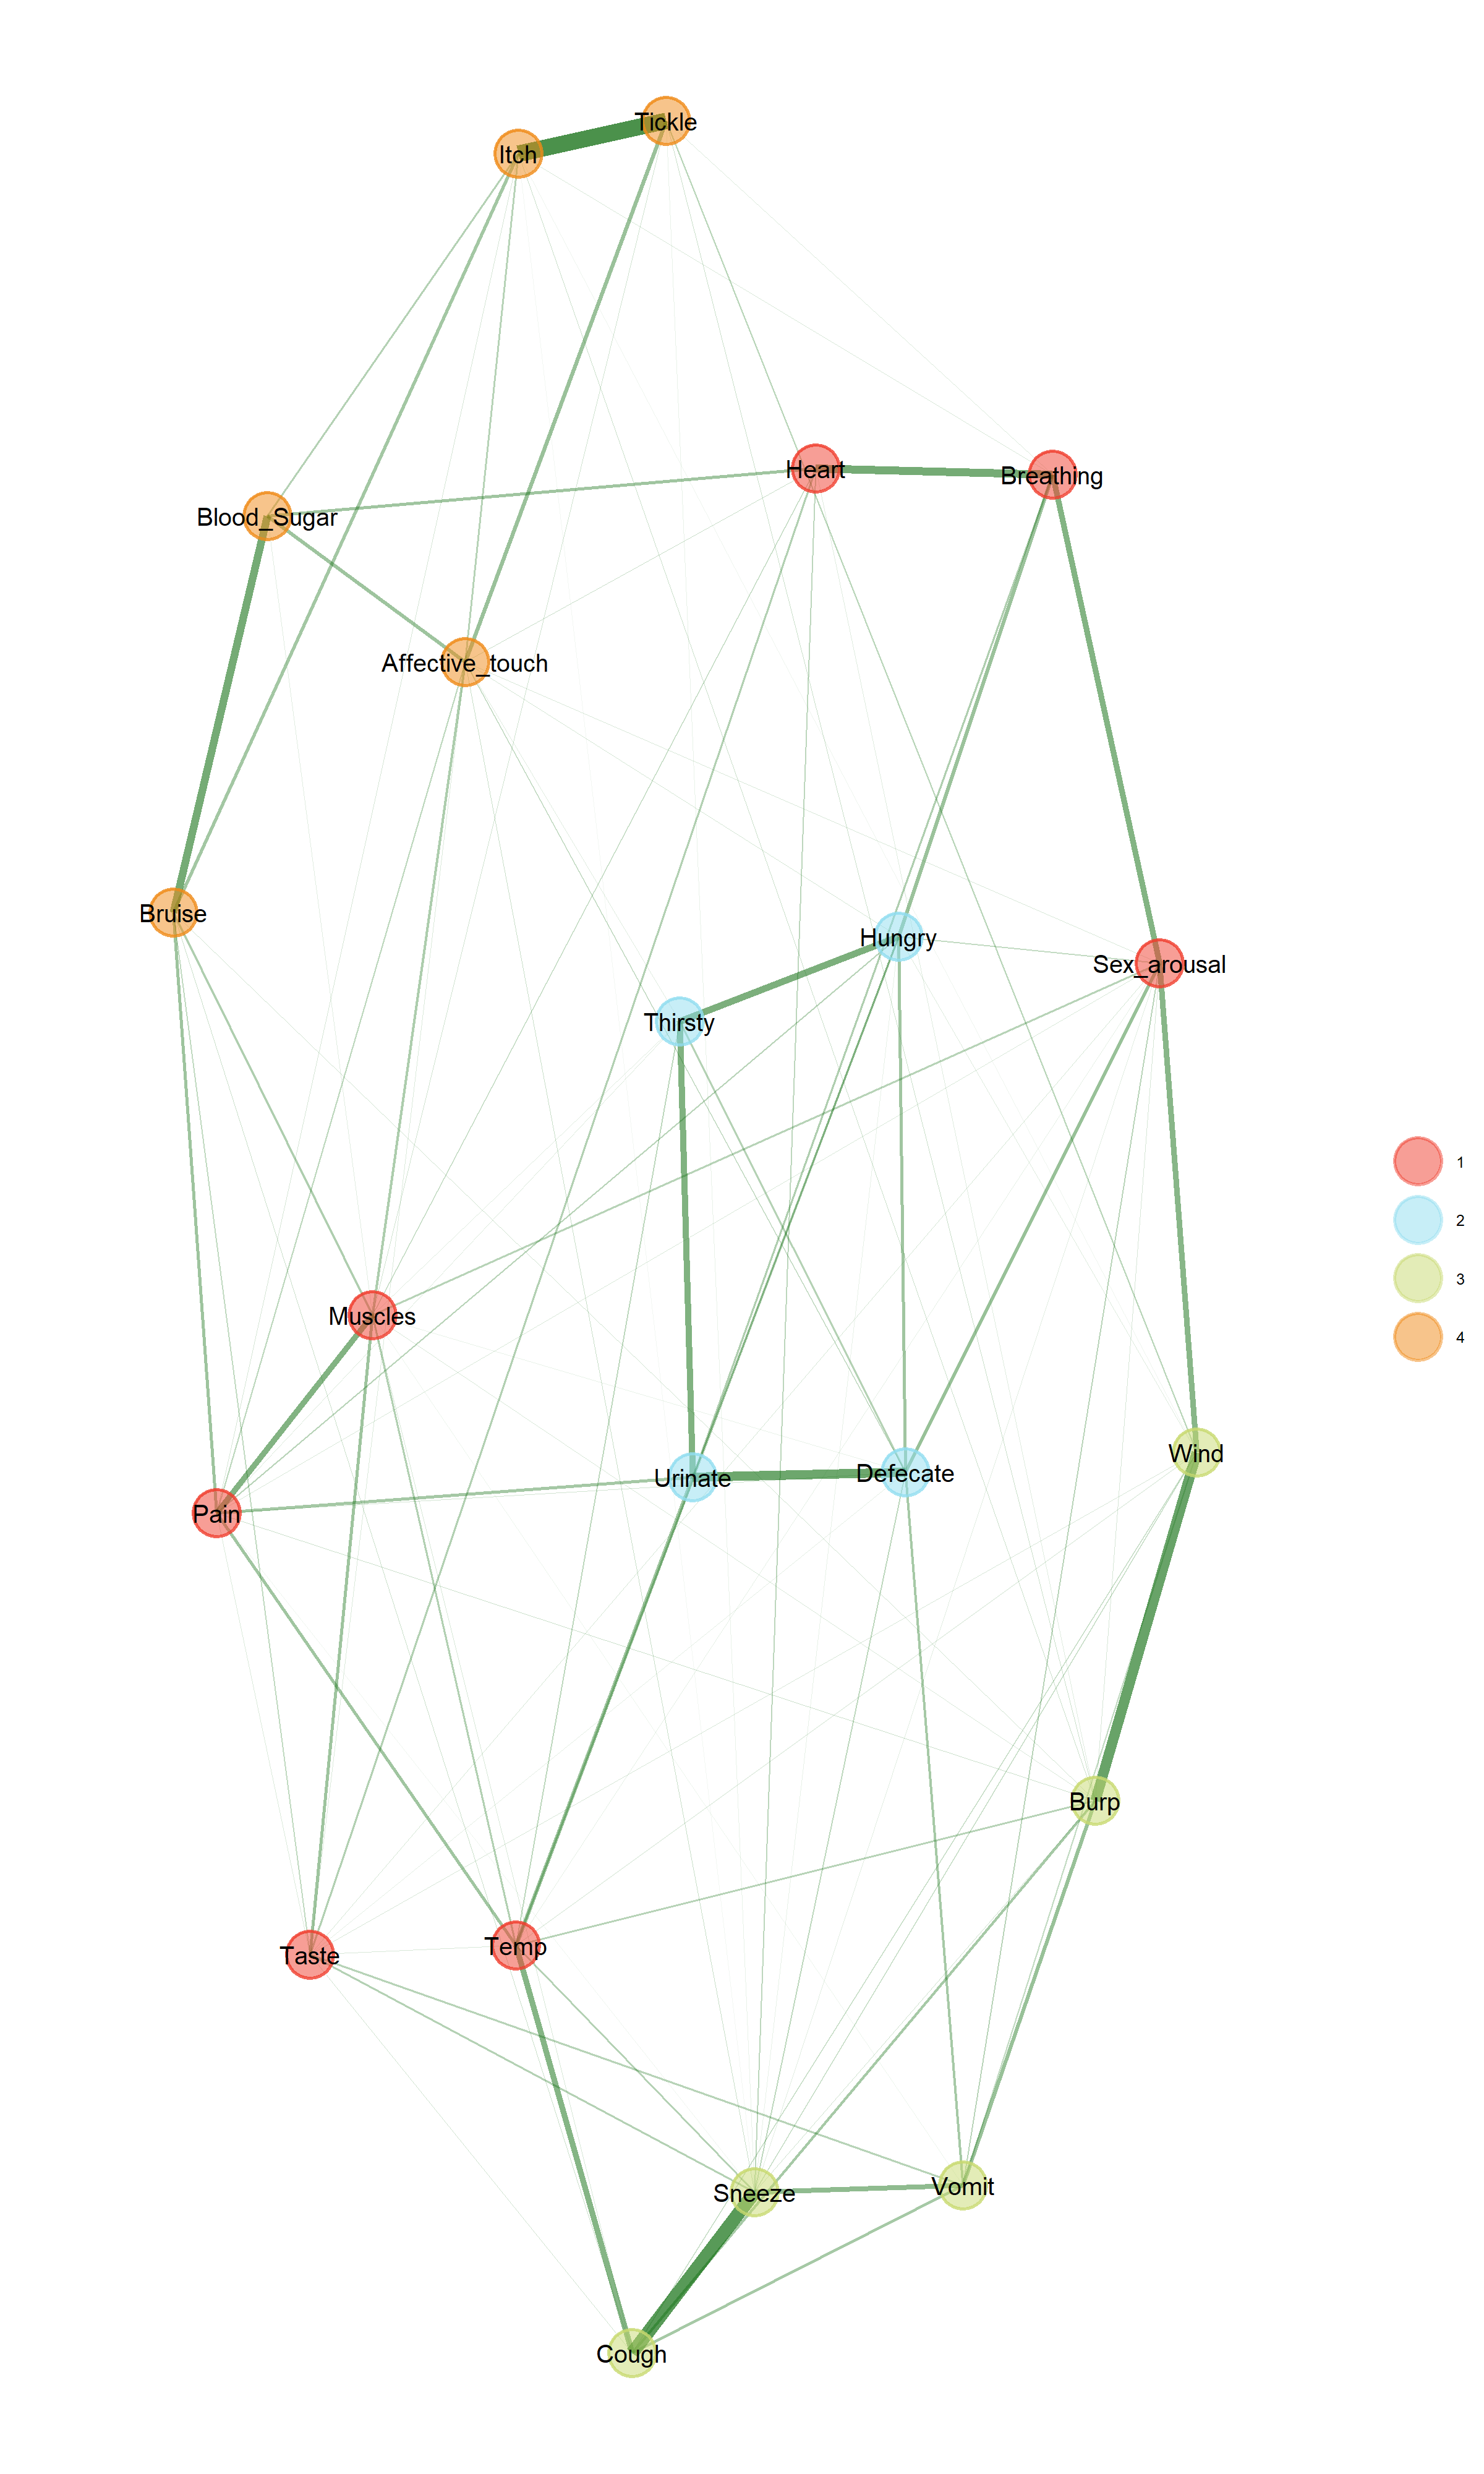 Tickle
Itch
Heart
Breathing
Blood_Sugar
Affective_touch
Bruise
Hungry
Sex_arousal
Thirsty
Muscles
Wind
Urinate
Defecate
Pain
Burp
Taste
Temp
Sneeze
Vomit
Cough
1
2
3
4